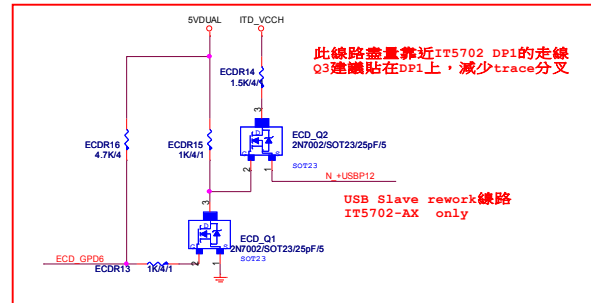 5VDUAL
ITD_VCCH
此線路盡量靠近IT5702 DP1的走線
Q3建議貼在DP1上，減少trace分叉
ECDR14
1.5K/4/1
3
ECD_Q2
2N7002/SOT23/25pF/5
D
G
S
SOT23
2
1
N_+USBP12
ECDR16
4.7K/4
ECDR15
1K/4/1
USB Slave rework線路
IT5702-AX only
3
ECD_Q1
2N7002/SOT23/25pF/5
D
G
S
SOT23
2
1
ECD_GPD6
ECDR13
1K/4/1